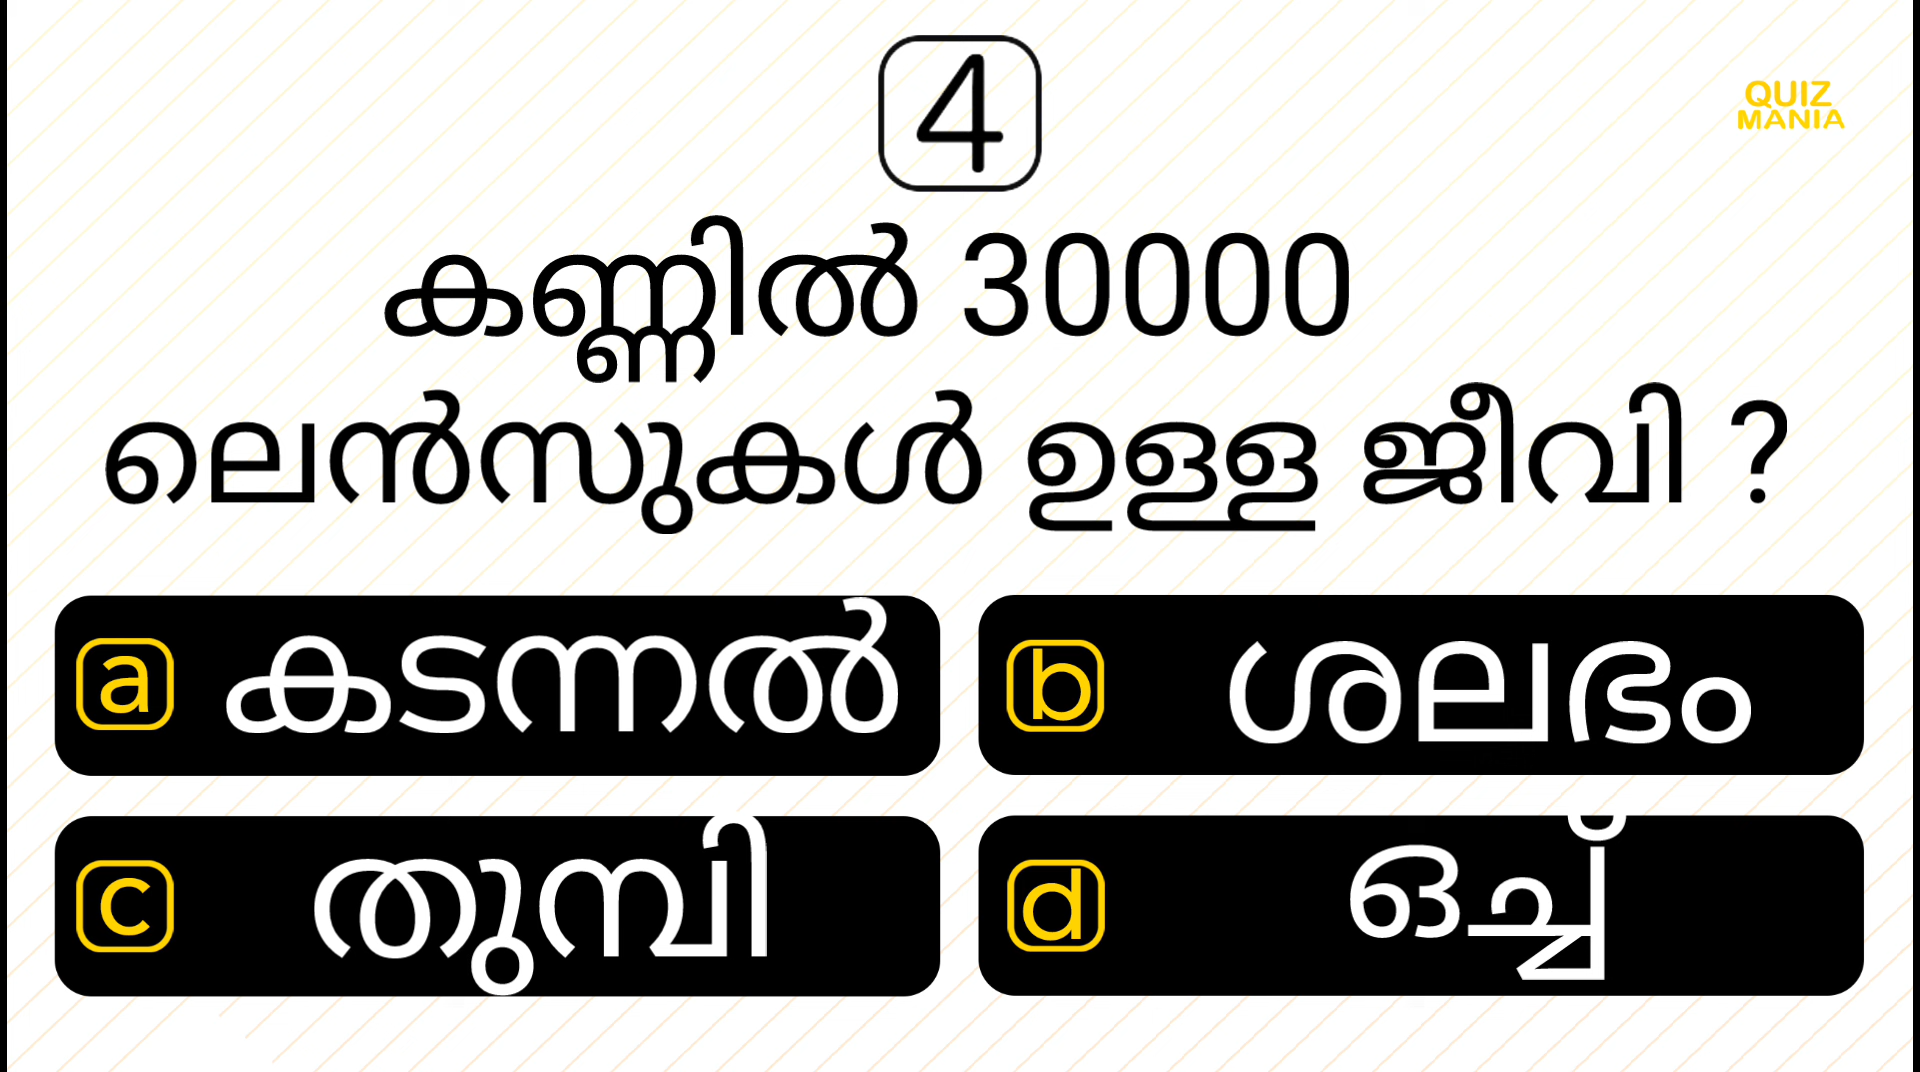 4
QUIZ
MANIA
കണ്ണിൽ 30000
ലെൻസുകൾ ഉള്ള ജീവി ?
a കടന്നൽ
b ശലഭം
c തുമ്പി
d ഒച്ച്